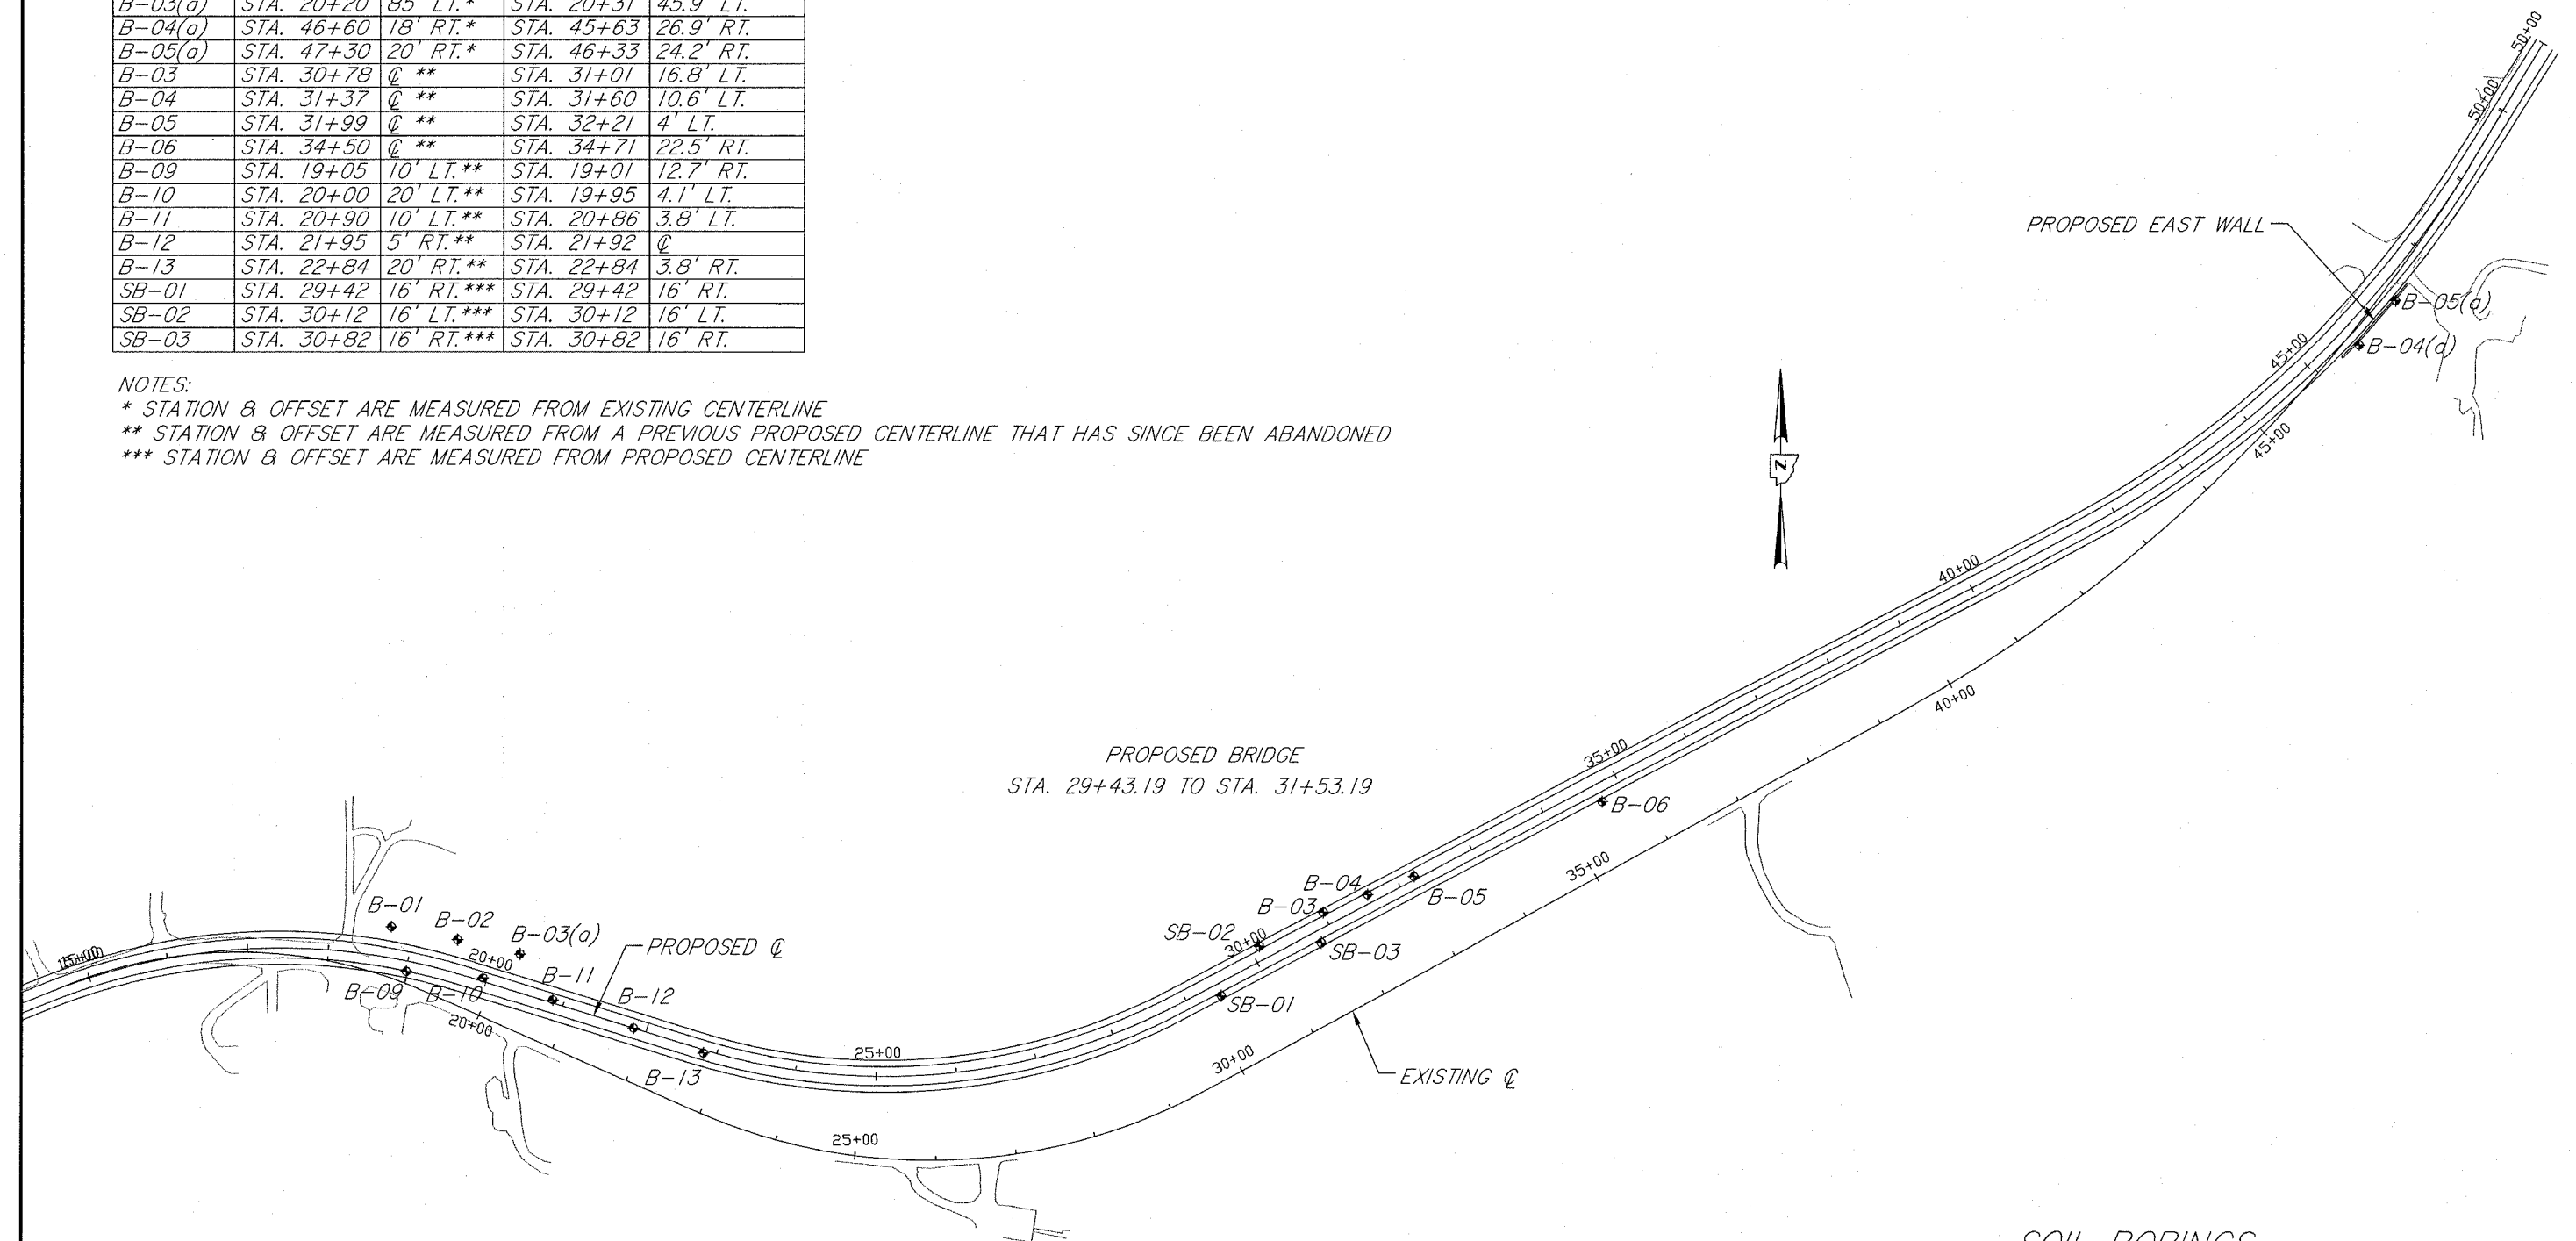 B-03(a) STA. 20+20 85' LT.* STA. 20+31 45.9' LT.
B-04(a) STA. 46+60 18' RT.* STA. 45+63 26.9' RT.
B-05(a) STA. 47+30 20' RT.* STA. 46+33 24.2' RT.
B-03 STA. 30+78 ℄ ** STA. 31+01 16.8' LT.
B-04 STA. 31+37 ℄ ** STA. 31+60 10.6' LT.
B-05 STA. 31+99 ℄ ** STA. 32+21 4' LT.
B-06 STA. 34+50 ℄ ** STA. 34+71 22.5' RT.
B-09 STA. 19+05 10' LT.** STA. 19+01 12.7' RT.
B-10 STA. 20+00 20' LT.** STA. 19+95 4.1' LT.
B-11 STA. 20+90 10' LT.** STA. 20+86 3.8' LT.
B-12 STA. 21+95 5' RT.** STA. 21+92 ℄
B-13 STA. 22+84 20' RT.** STA. 22+84 3.8' RT.
SB-01 STA. 29+42 16' RT.*** STA. 29+42 16' RT.
SB-02 STA. 30+12 16' LT.*** STA. 30+12 16' LT.
SB-03 STA. 30+82 16' RT.*** STA. 30+82 16' RT.
NOTES:
* STATION & OFFSET ARE MEASURED FROM EXISTING CENTERLINE
** STATION & OFFSET ARE MEASURED FROM A PREVIOUS PROPOSED CENTERLINE THAT HAS SINCE BEEN ABANDONED
*** STATION & OFFSET ARE MEASURED FROM PROPOSED CENTERLINE
50+00
50+00
PROPOSED EAST WALL
B-05(a)
B-04(a)
45+00
45+00
N
40+00
40+00
PROPOSED BRIDGE
STA. 29+43.19 TO STA. 31+53.19
35+00
B-06
35+00
B-04
B-05
B-03
SB-02
30+00
SB-03
SB-01
30+00
EXISTING ℄
B-01
B-02
B-03(a)
PROPOSED ℄
15+00
20+00
B-11
B-09
B-10
B-12
20+00
B-13
25+00
25+00
SOIL BORINGS